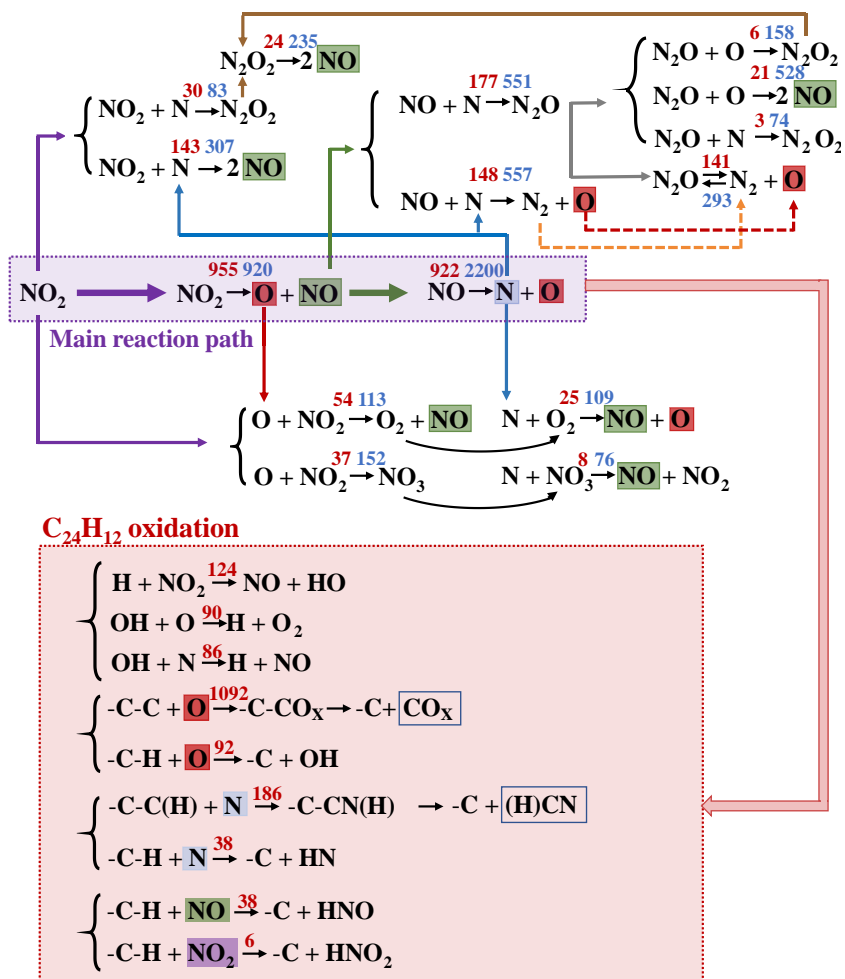 24 235
N₂O₂→2 NO
30 83
NO₂ + N→N₂O₂
143 307
NO₂ + N→2 NO
177 551
NO + N→N₂O
148 557
NO + N→N₂ + O
6 158
N₂O + O→N₂O₂
21 528
N₂O + O→2 NO
3 74
N₂O + N→N₂O₂
141
N₂O⇌N₂ + O
293
955 920
922 2200
NO₂ NO₂→O + NO NO→N + O
Main reaction path
54 113
O + NO₂→O₂ + NO
25 109
N + O₂→NO + O
37 152
O + NO₂→NO₃
8 76
N + NO₃→NO + NO₂
C₂₄H₁₂ oxidation
124
H + NO₂→NO + HO
90
OH + O→H + O₂
86
OH + N→H + NO
1092
-C-C + O→-C-COₓ→-C+ COₓ
92
-C-H + O→-C + OH
186
-C-C(H) + N→-C-CN(H)→-C + (H)CN
38
-C-H + N→-C + HN
38
-C-H + NO→-C + HNO
6
-C-H + NO₂→-C + HNO₂